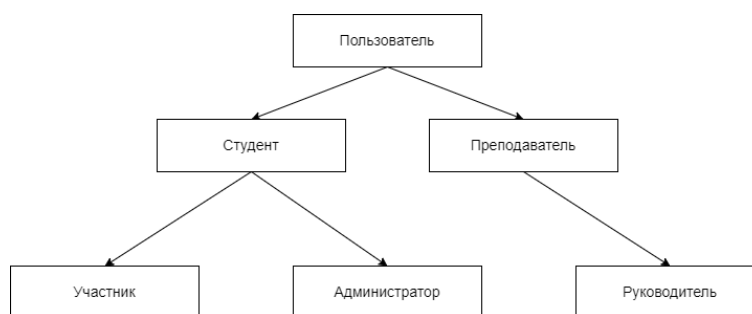 Пользователь
Студент
Преподаватель
Участник
Администратор
Руководитель